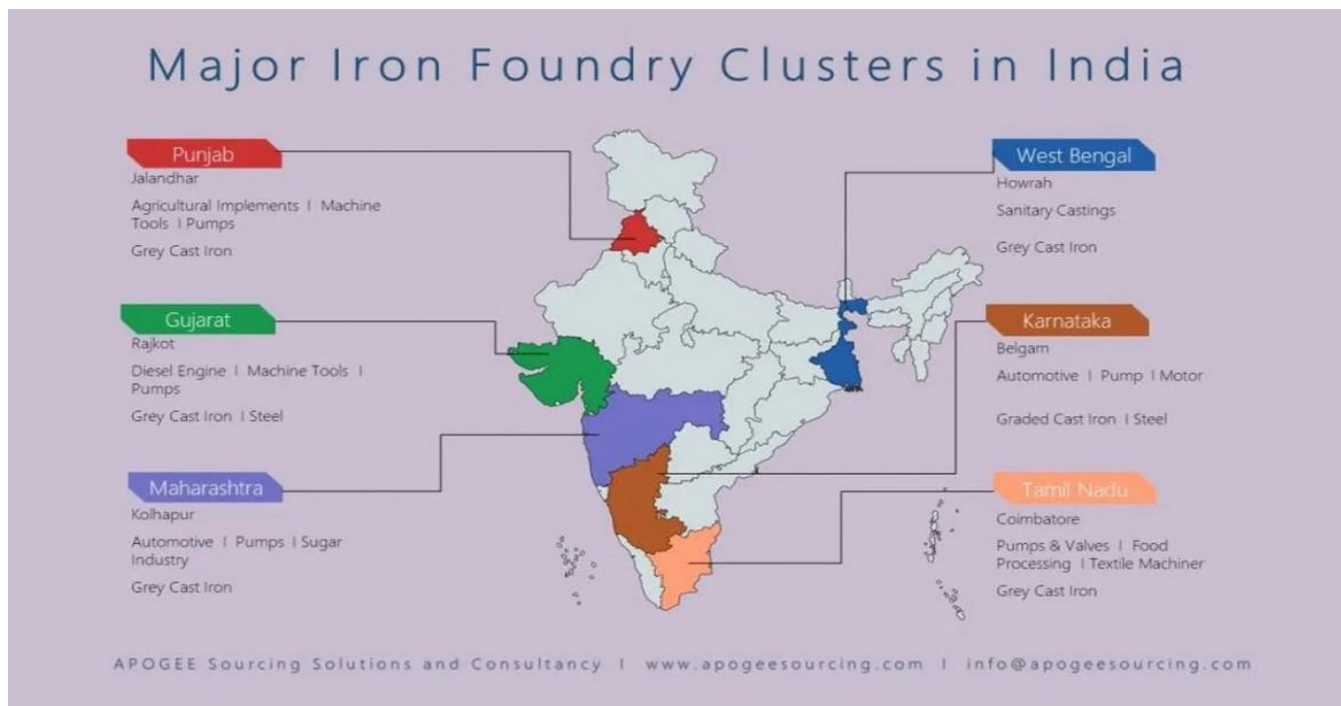 Major Iron Foundry Clusters in India
Punjab
Jalandhar
Agricultural Implements I Machine
Tools I Pumps
Grey Cast Iron
Gujarat
Rajkot
Diesel Engine I Machine Tools I
Pumps
Grey Cast Iron I Steel
Maharashtra
Kolhapur
Automotive I Pumps I Sugar
Industry
Grey Cast Iron
West Bengal
Howrah
Sanitary Castings
Grey Cast Iron
Karnataka
Belgam
Automotive I Pump I Motor
Graded Cast Iron I Steel
Tamil Nadu
Coimbatore
Pumps & Valves I Food
Processing I Textile Machiner
Grey Cast Iron
APOGEE Sourcing Solutions and Consultancy I www.apogeesourcing.com I info@apogeesourcing.com